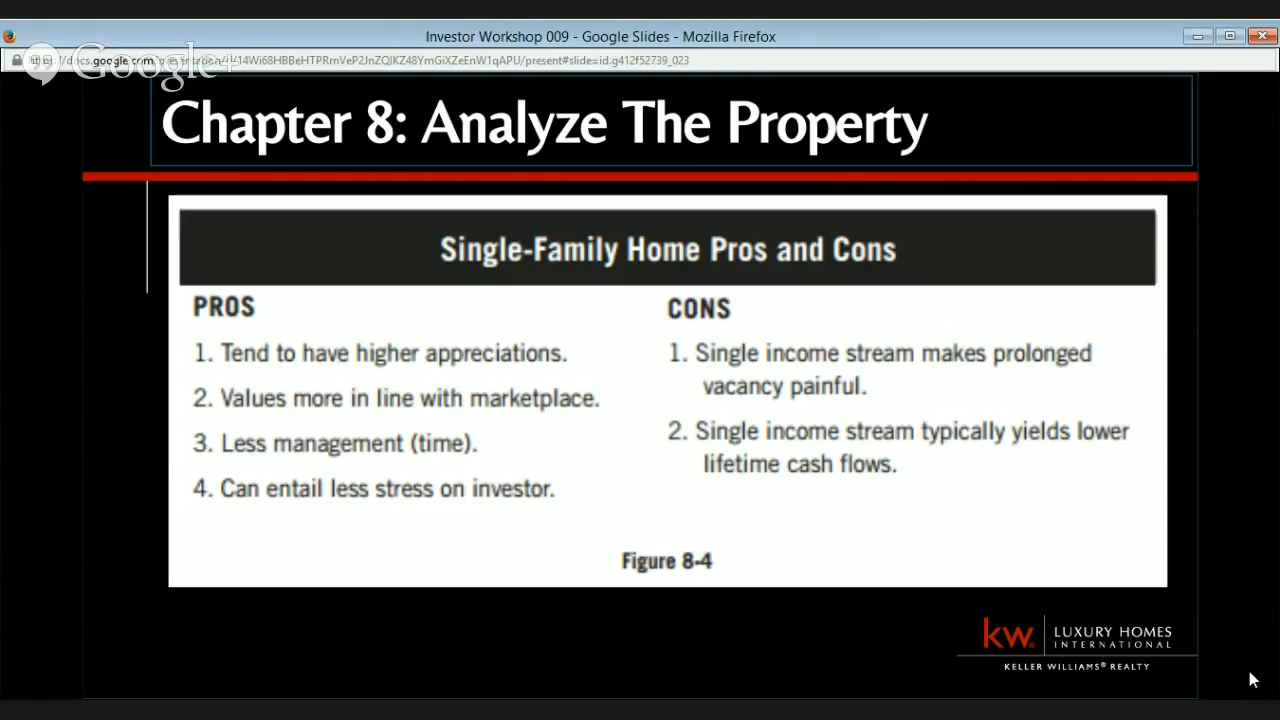 Investor Workshop 009 - Google Slides - Mozilla Firefox
Google+
Chapter 8: Analyze The Property
Single-Family Home Pros and Cons
PROS
1. Tend to have higher appreciations.
2. Values more in line with marketplace.
3. Less management (time).
4. Can entail less stress on investor.
CONS
1. Single income stream makes prolonged
vacancy painful.
2. Single income stream typically yields lower
lifetime cash flows.
Figure 8-4
kw
LUXURY HOMES
INTERNATIONAL
KELLER WILLIAMS® REALTY